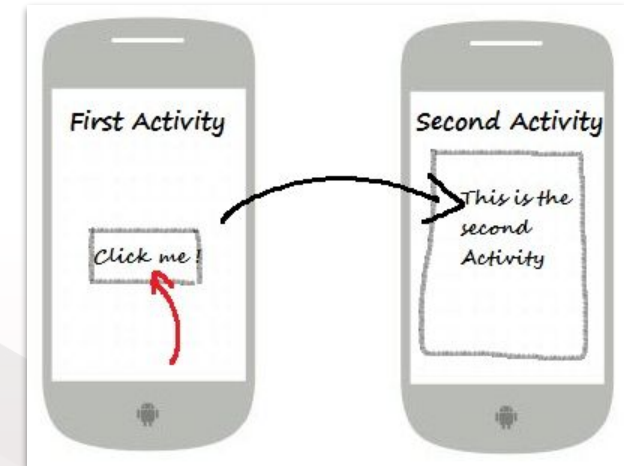 First Activity
Click me !
Second Activity
This is the
second
Activity